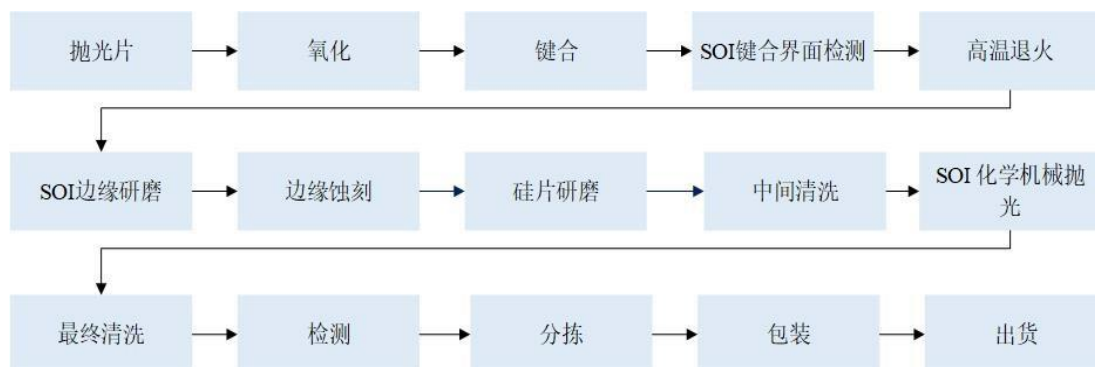 抛光片
氧化
键合
SOI键合界面检测
高温退火
SOI边缘研磨
边缘蚀刻
硅片研磨
中间清洗
SOI 化学机械抛
光
最终清洗
检测
分拣
包装
出货